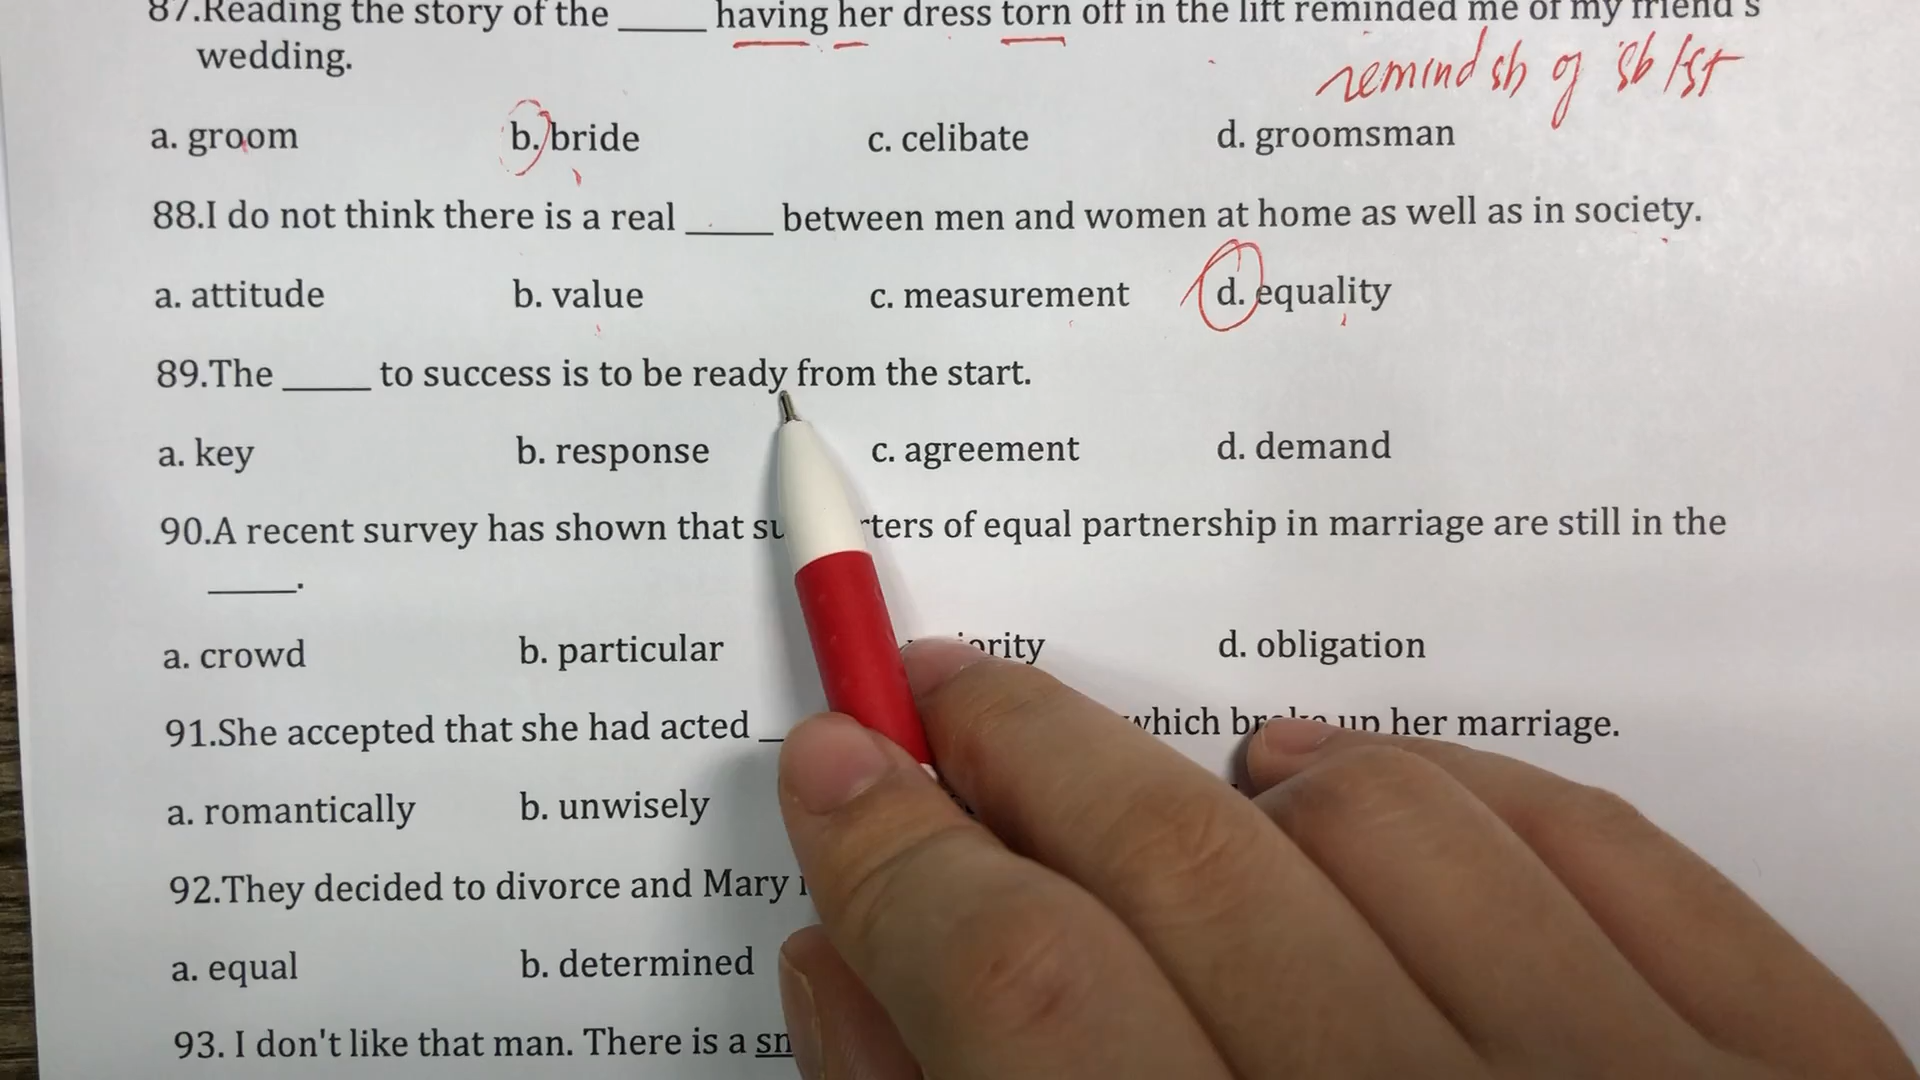 87.Reading the story of the _____ having her dress torn off in the lift reminded me of my friend's
wedding.
remind sb of sb/st
a. groom b. bride c. celibate d. groomsman
88.I do not think there is a real _____ between men and women at home as well as in society.
a. attitude b. value c. measurement d. equality
89.The _____ to success is to be ready from the start.
a. key b. response c. agreement d. demand
90.A recent survey has shown that of equal partnership in marriage are still in the
_____.
a. crowd b. particular d. obligation
91.She accepted that she had acted _ which up her marriage.
a. romantically b. unwisely
92.They decided to divorce and Mary
a. equal b. determined
93. I don't like that man. There is a